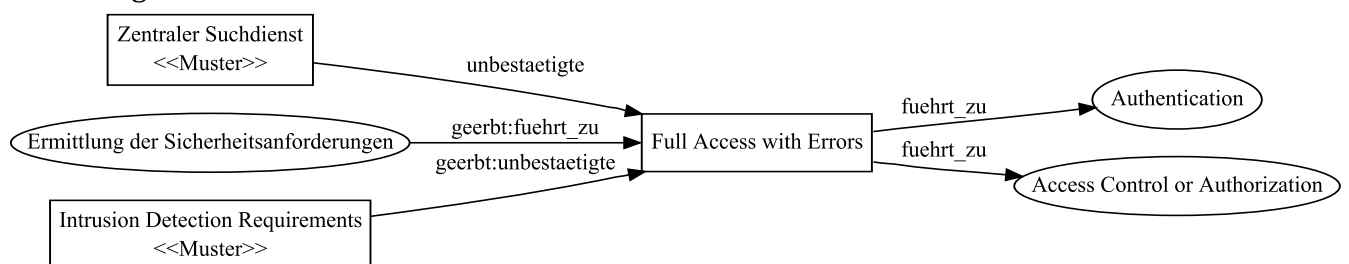 Zentraler Suchdienst
<<Muster>>
unbestaetigte
Ermittlung der Sicherheitsanforderungen
geerbt:fuehrt_zu
geerbt:unbestaetigte
Intrusion Detection Requirements
<<Muster>>
Full Access with Errors
fuehrt_zu
Authentication
fuehrt_zu
Access Control or Authorization